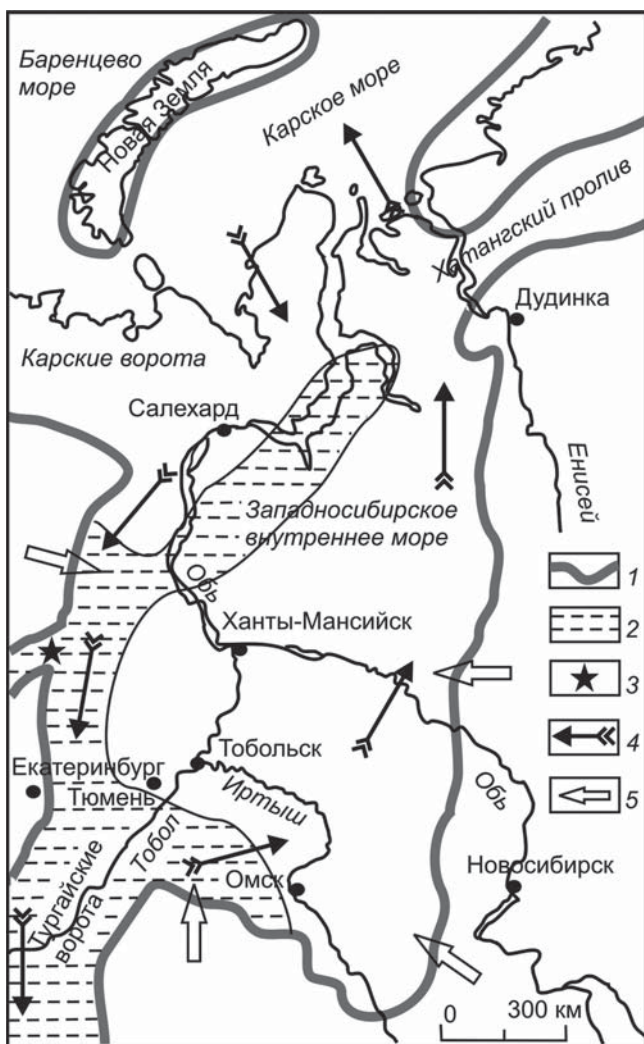 Баренцево
море
Новая Земля
Карское море
Хатангский пролив
Дудинка
Карские ворота
Салехард
Енисей
Западносибирское
внутреннее море
Обь
1
Ханты-Мансийск
2
3
Тобольск
4
Екатеринбург
Тюмень
Иртыш
Обь
5
Тобол
Тургайские
ворота
Омск
Новосибирск
0 300 км